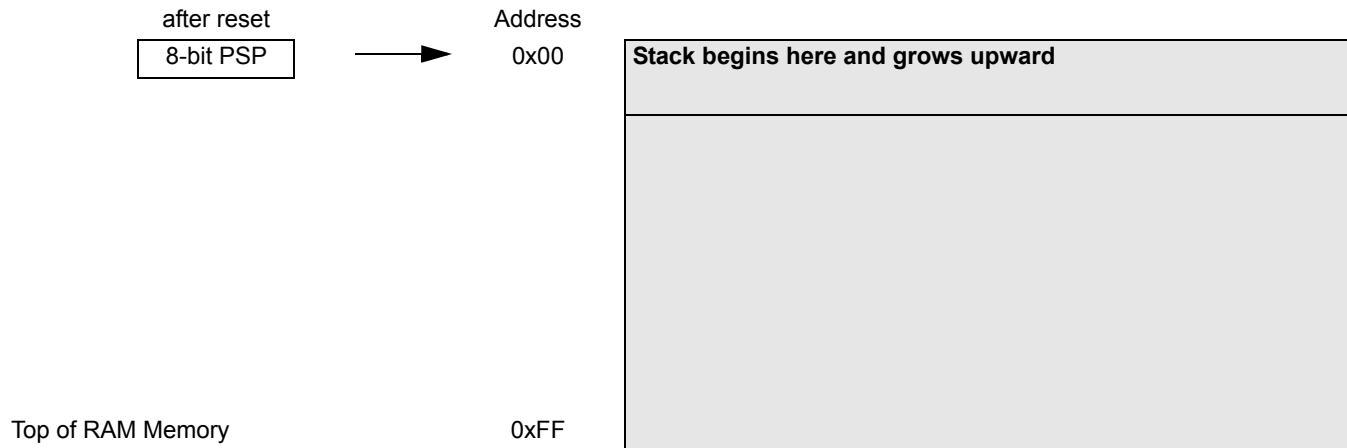 after reset
Address
8-bit PSP
0x00
Stack begins here and grows upward
Top of RAM Memory
0xFF